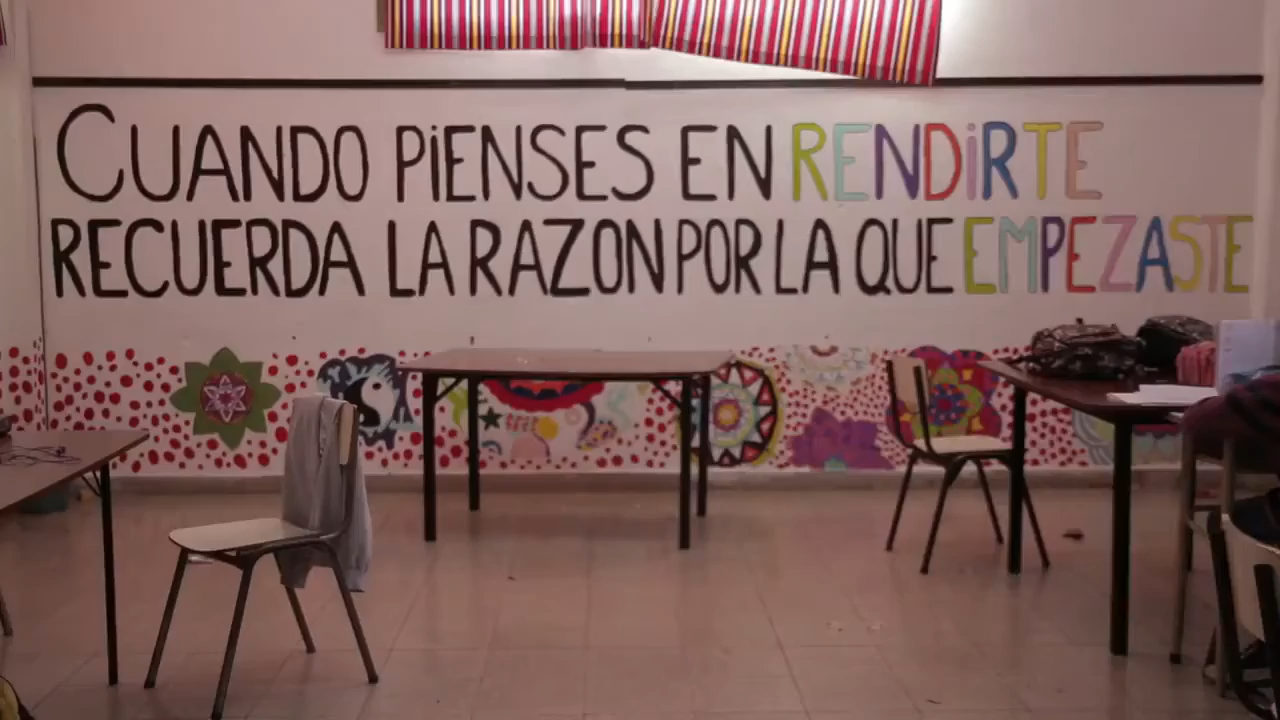 CUANDO PiENSES EN RENDiRTE
RECUERDA LA RAZON POR LA QUE EMPEZASTE